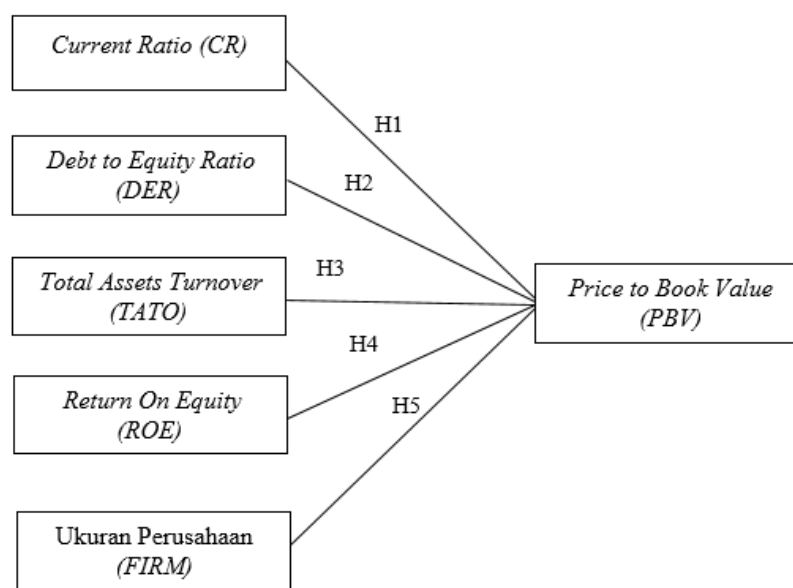 Current Ratio (CR)
H1
Debt to Equity Ratio
(DER)
H2
Total Assets Turnover
(TATO)
H3
Price to Book Value
(PBV)
H4
Return On Equity
(ROE)
H5
Ukuran Perusahaan
(FIRM)